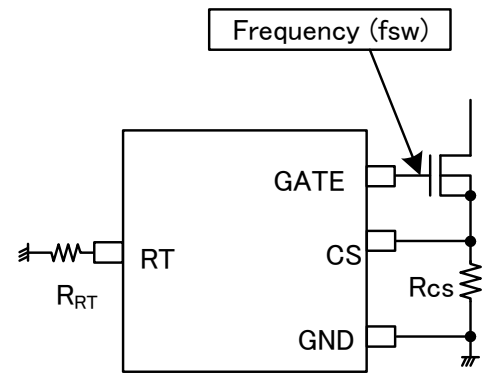 Frequency (fsw)
GATE
RT
CS
RRT
Rcs
GND